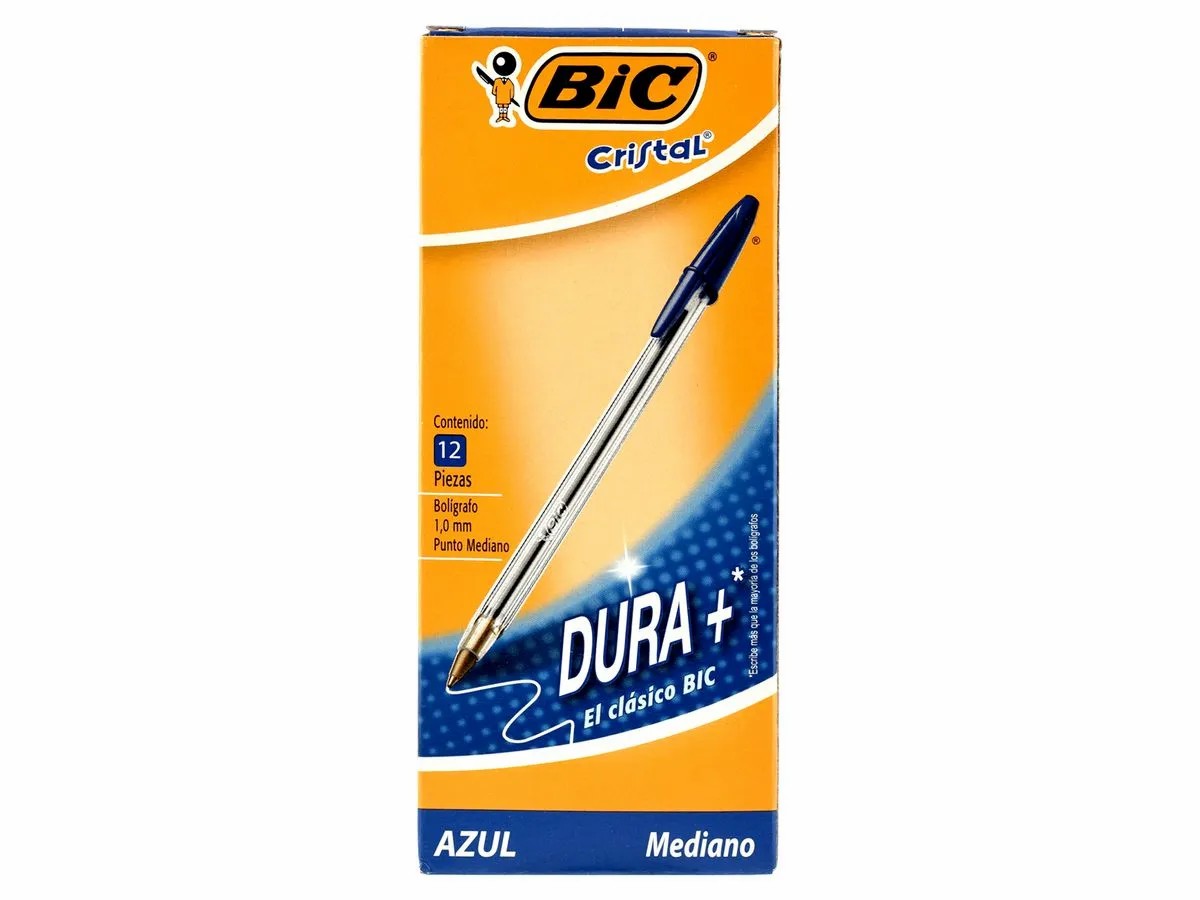 BiC®
Cristal®
®
Contenido:
12
Piezas
Bolígrafo
1,0 mm
Punto Mediano
DURA +*
El clásico BIC
*Escribe más que la mayoría de los bolígrafos
AZUL
Mediano